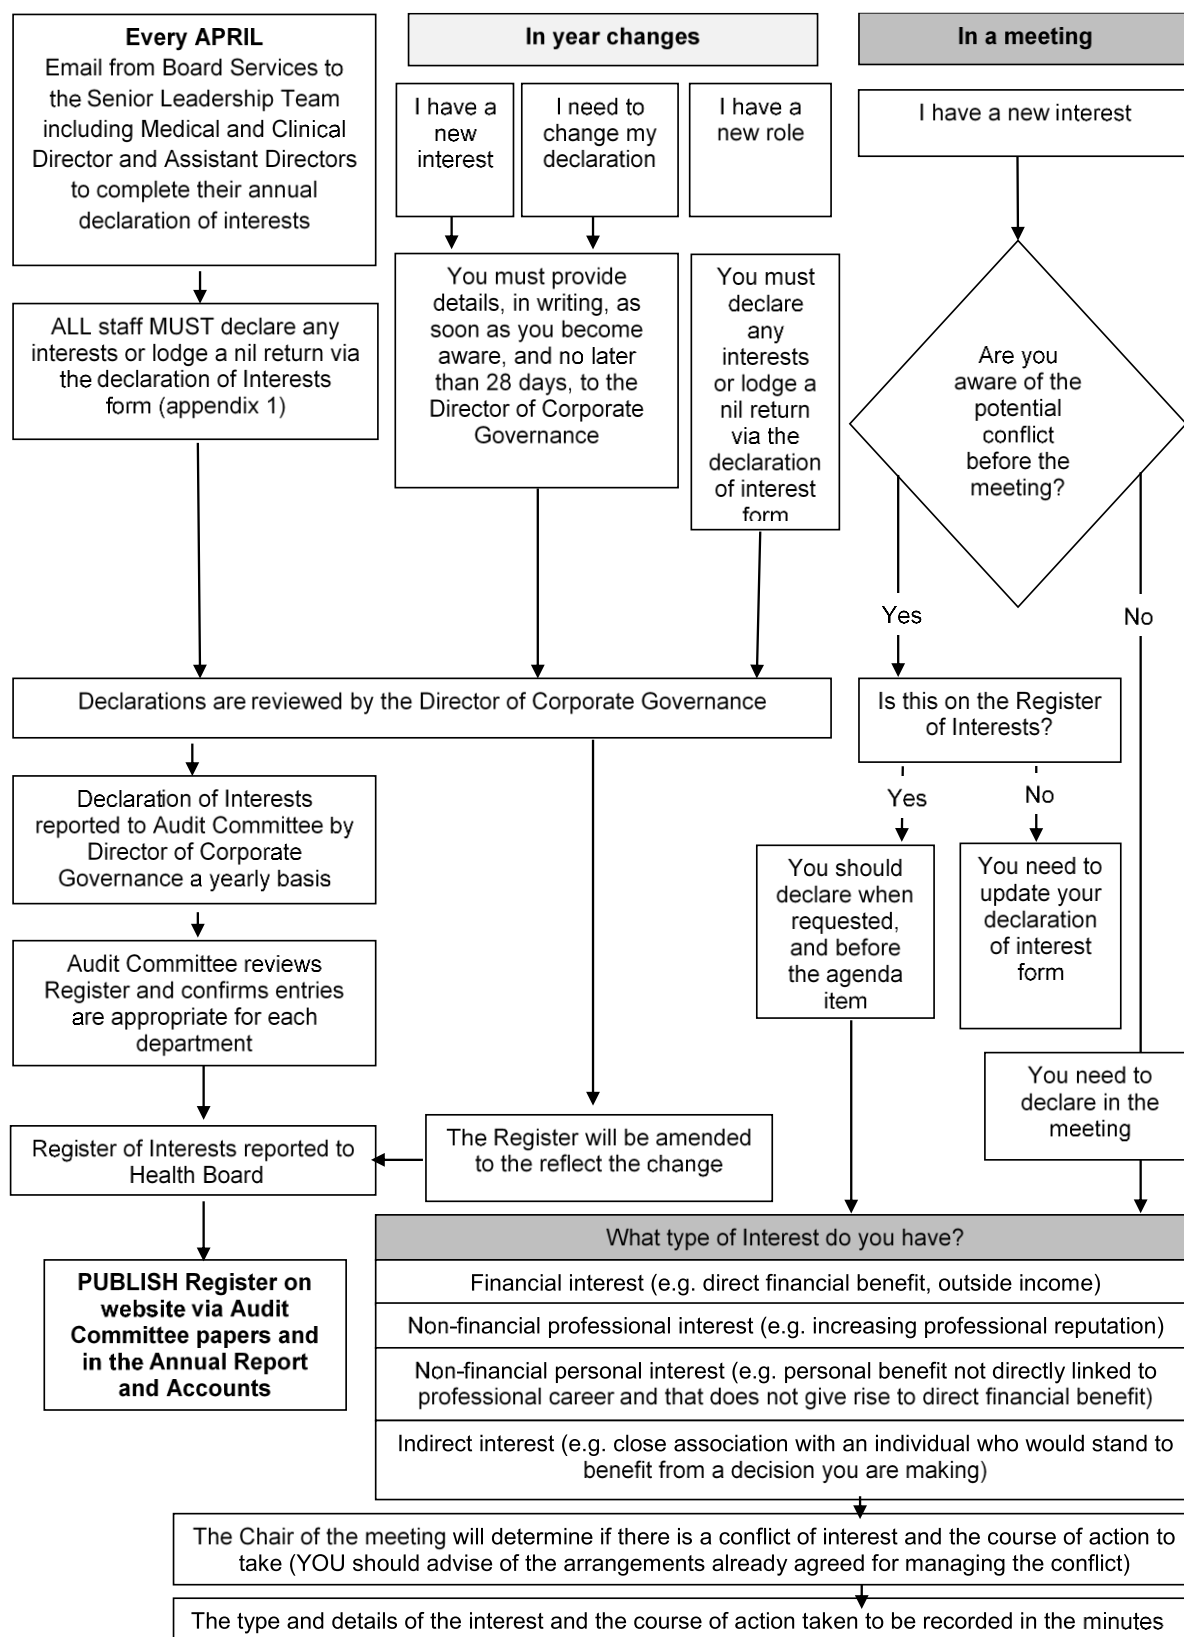 Every APRIL
Email from Board Services to
the Senior Leadership Team
including Medical and Clinical
Director and Assistant Directors
to complete their annual
declaration of interests
ALL staff MUST declare any
interests or lodge a nil return via
the declaration of Interests
form (appendix 1)
In year changes
I have a
new
interest
I need to
change my
declaration
I have a
new role
You must provide
details, in writing, as
soon as you become
aware, and no later
than 28 days, to the
Director of Corporate
Governance
You must
declare
any
interests
or lodge a
nil return
via the
declaration
of interest
form
Declarations are reviewed by the Director of Corporate Governance
Declaration of Interests
reported to Audit Committee by
Director of Corporate
Governance a yearly basis
Audit Committee reviews
Register and confirms entries
are appropriate for each
department
Register of Interests reported to
Health Board
The Register will be amended
to the reflect the change
PUBLISH Register on
website via Audit
Committee papers and
in the Annual Report
and Accounts
In a meeting
I have a new interest
Are you
aware of the
potential
conflict
before the
meeting?
Yes
No
Is this on the Register
of Interests?
Yes
No
You should
declare when
requested,
and before
the agenda
item
You need to
update your
declaration
of interest
form
You need to
declare in the
meeting
What type of Interest do you have?
Financial interest (e.g. direct financial benefit, outside income)
Non-financial professional interest (e.g. increasing professional reputation)
Non-financial personal interest (e.g. personal benefit not directly linked to
professional career and that does not give rise to direct financial benefit)
Indirect interest (e.g. close association with an individual who would stand to
benefit from a decision you are making)
The Chair of the meeting will determine if there is a conflict of interest and the course of action to
take (YOU should advise of the arrangements already agreed for managing the conflict)
The type and details of the interest and the course of action taken to be recorded in the minutes